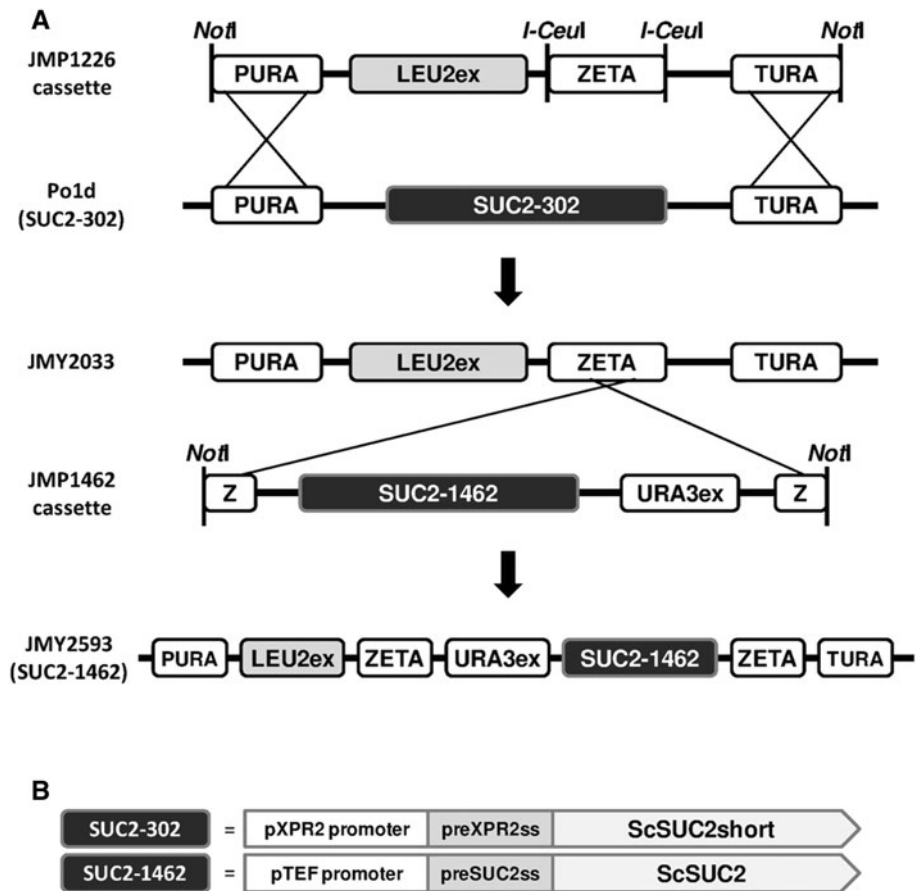 A
NotI I-CeuI I-CeuI NotI
JMP1226
cassette
PURA LEU2ex ZETA TURA
Po1d
(SUC2-302)
PURA SUC2-302 TURA
JMY2033
PURA LEU2ex ZETA TURA
NotI NotI
JMP1462
cassette
Z SUC2-1462 URA3ex Z
JMY2593
(SUC2-1462)
PURA LEU2ex ZETA URA3ex SUC2-1462 ZETA TURA
B
SUC2-302 = pXPR2 promoter preXPR2ss ScSUC2short
SUC2-1462 = pTEF promoter preSUC2ss ScSUC2